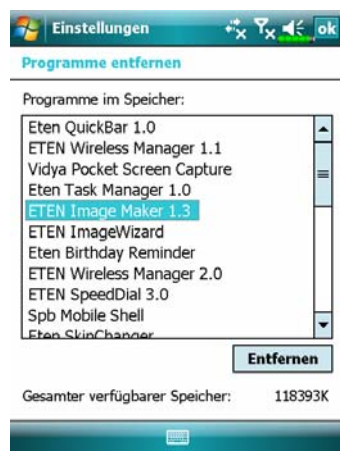 Einstellungen ok
Programme entfernen
Programme im Speicher:
Eten QuickBar 1.0
ETEN Wireless Manager 1.1
Vidya Pocket Screen Capture
Eten Task Manager 1.0
ETEN Image Maker 1.3
ETEN ImageWizard
Eten Birthday Reminder
ETEN Wireless Manager 2.0
ETEN SpeedDial 3.0
Spb Mobile Shell
Eten SkinChanger
Entfernen
Gesamter verfügbarer Speicher: 118393K